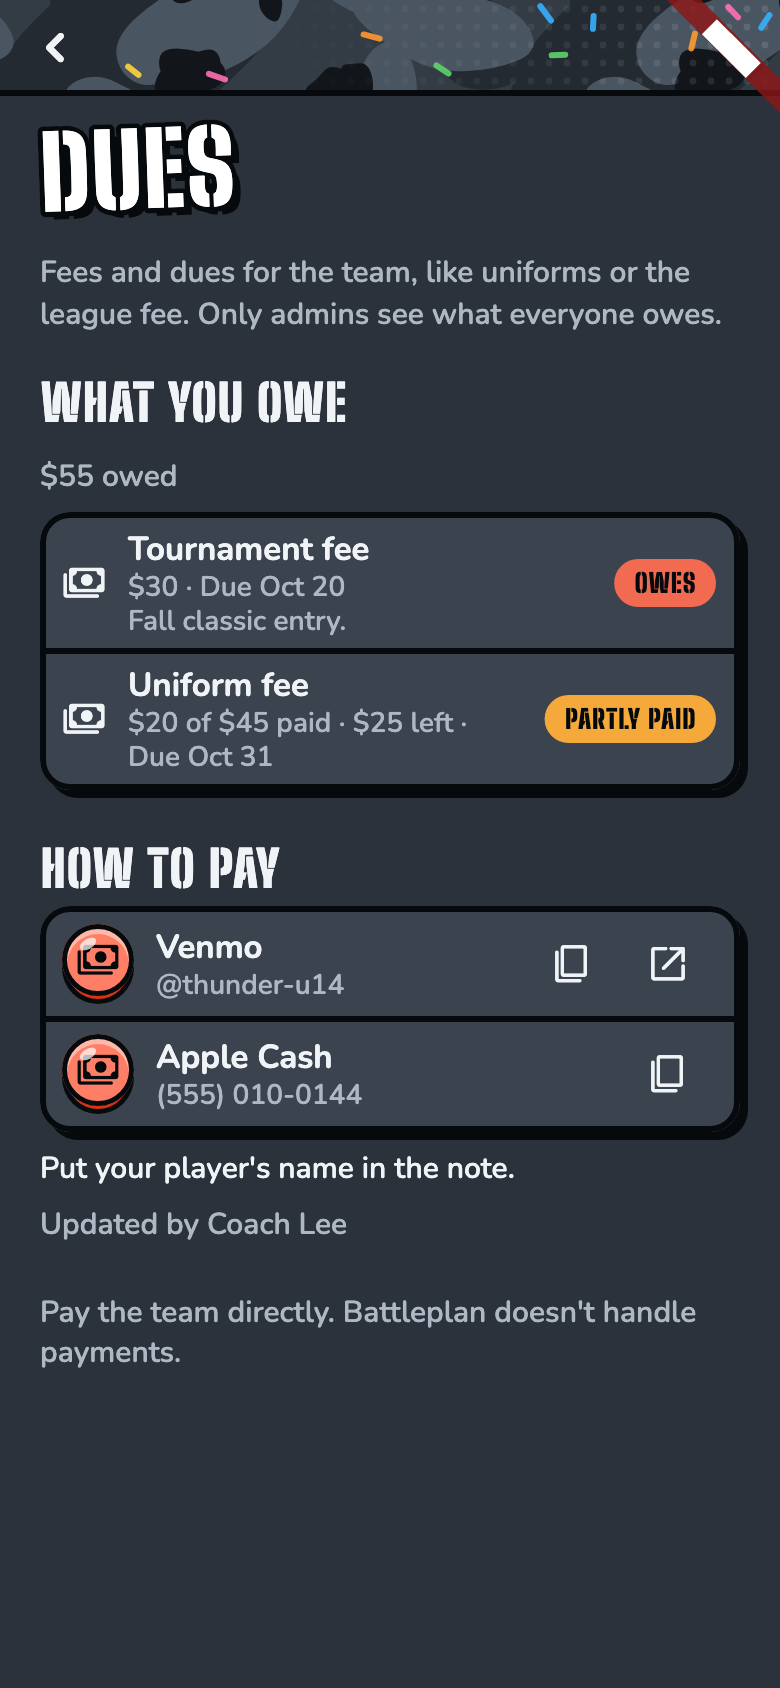 DUES
Fees and dues for the team, like uniforms or the
league fee. Only admins see what everyone owes.
WHAT YOU OWE
$55 owed
Tournament fee
$30 · Due Oct 20
Fall classic entry.
OWES
Uniform fee
$20 of $45 paid · $25 left ·
Due Oct 31
PARTLY PAID
HOW TO PAY
Venmo
@thunder-u14
Apple Cash
(555) 010-0144
Put your player's name in the note.
Updated by Coach Lee
Pay the team directly. Battleplan doesn't handle
payments.